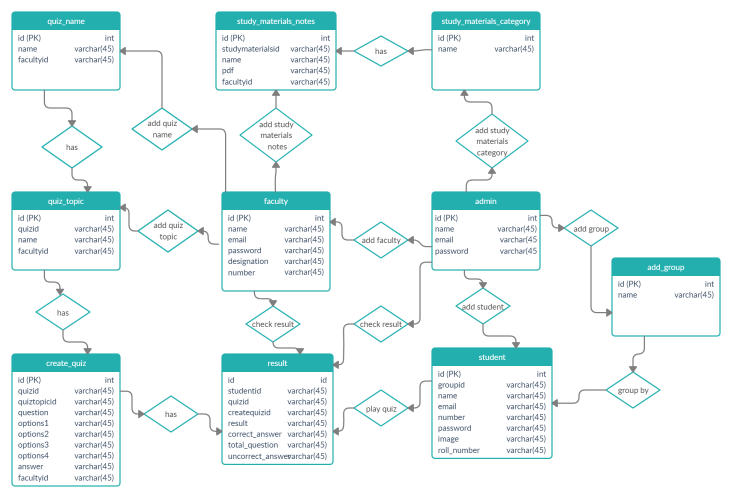 quiz_name
id (PK) int
name varchar(45)
facultyid varchar(45)
study_materials_notes
id (PK) int
studymaterialsid varchar(45)
name varchar(45)
pdf varchar(45)
facultyid varchar(45)
has
study_materials_category
id (PK) int
name varchar(45)
has
add quiz
name
add study
materials
notes
add study
materials
category
quiz_topic
id (PK) int
quizid varchar(45)
name varchar(45)
facultyid varchar(45)
add quiz
topic
faculty
id (PK) int
name varchar(45)
email varchar(45)
password varchar(45)
designation varchar(45)
number varchar(45)
add faculty
admin
id (PK) int
name varchar(45)
email varchar(45)
password varchar(45
add group
add_group
id (PK) int
name varchar(45)
has
check result
check result
add student
create_quiz
id (PK) int
quizid varchar(45)
quiztopicid varchar(45)
question varchar(45)
options1 varchar(45)
options2 varchar(45)
options3 varchar(45)
options4 varchar(45)
answer varchar(45)
facultyid varchar(45)
has
result
id id
studentid varchar(45)
quizid varchar(45)
createquizid varchar(45)
result varchar(45)
correct_answer varchar(45)
total_question varchar(45)
uncorrect_answer varchar(45)
play quiz
student
id (PK) int
groupid varchar(45)
name varchar(45)
email varchar(45)
number varchar(45)
password varchar(45)
image varchar(45)
roll_number varchar(45)
group by